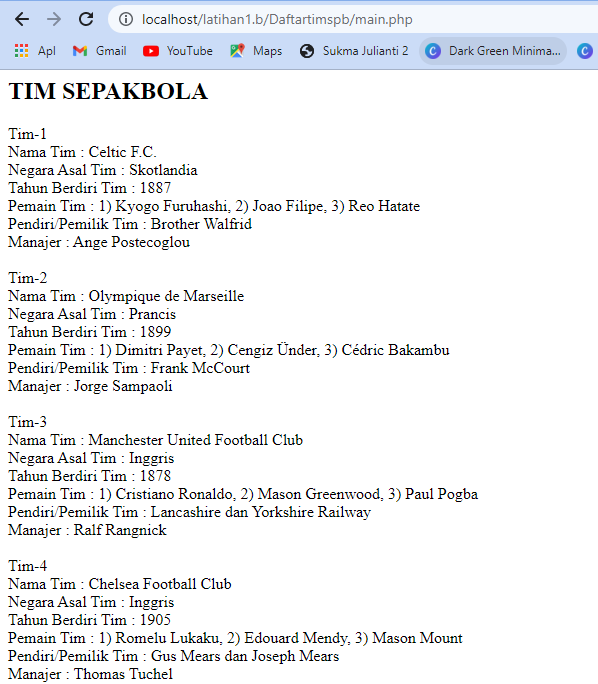 localhost/latihan1.b/Daftartimspb/main.php
Apl Gmail YouTube Maps Sukma Julianti 2 Dark Green Minima...
TIM SEPAKBOLA
Tim-1
Nama Tim : Celtic F.C.
Negara Asal Tim : Skotlandia
Tahun Berdiri Tim : 1887
Pemain Tim : 1) Kyogo Furuhashi, 2) Joao Filipe, 3) Reo Hatate
Pendiri/Pemilik Tim : Brother Walfrid
Manajer : Ange Postecoglou
Tim-2
Nama Tim : Olympique de Marseille
Negara Asal Tim : Prancis
Tahun Berdiri Tim : 1899
Pemain Tim : 1) Dimitri Payet, 2) Cengiz Ünder, 3) Cédric Bakambu
Pendiri/Pemilik Tim : Frank McCourt
Manajer : Jorge Sampaoli
Tim-3
Nama Tim : Manchester United Football Club
Negara Asal Tim : Inggris
Tahun Berdiri Tim : 1878
Pemain Tim : 1) Cristiano Ronaldo, 2) Mason Greenwood, 3) Paul Pogba
Pendiri/Pemilik Tim : Lancashire dan Yorkshire Railway
Manajer : Ralf Rangnick
Tim-4
Nama Tim : Chelsea Football Club
Negara Asal Tim : Inggris
Tahun Berdiri Tim : 1905
Pemain Tim : 1) Romelu Lukaku, 2) Edouard Mendy, 3) Mason Mount
Pendiri/Pemilik Tim : Gus Mears dan Joseph Mears
Manajer : Thomas Tuchel